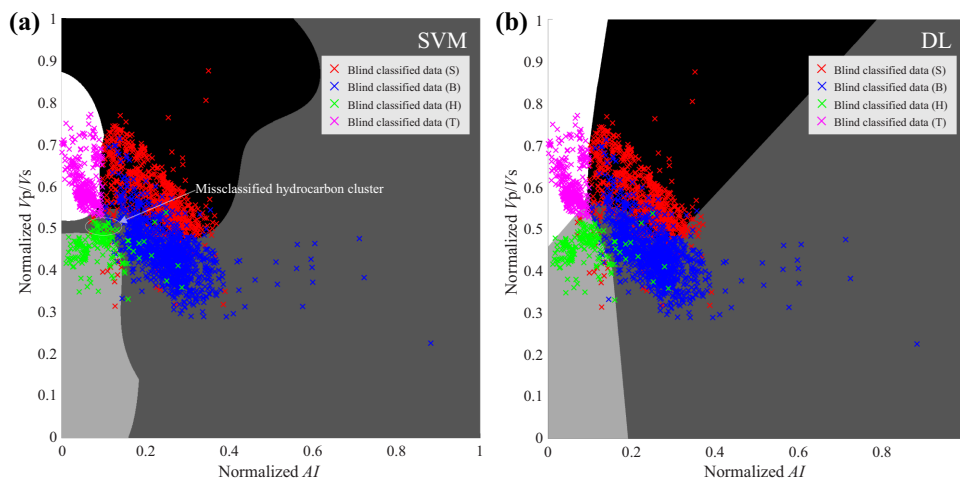 (a)
SVM
Blind classified data (S)
Blind classified data (B)
Blind classified data (H)
Blind classified data (T)
Missclassified hydrocarbon cluster
Normalized Vp/Vs
1
0.9
0.8
0.7
0.6
0.5
0.4
0.3
0.2
0.1
0
0
0.2
0.4
0.6
0.8
1
Normalized AI
(b)
DL
Blind classified data (S)
Blind classified data (B)
Blind classified data (H)
Blind classified data (T)
Normalized Vp/Vs
1
0.9
0.8
0.7
0.6
0.5
0.4
0.3
0.2
0.1
0
0
0.2
0.4
0.6
0.8
Normalized AI